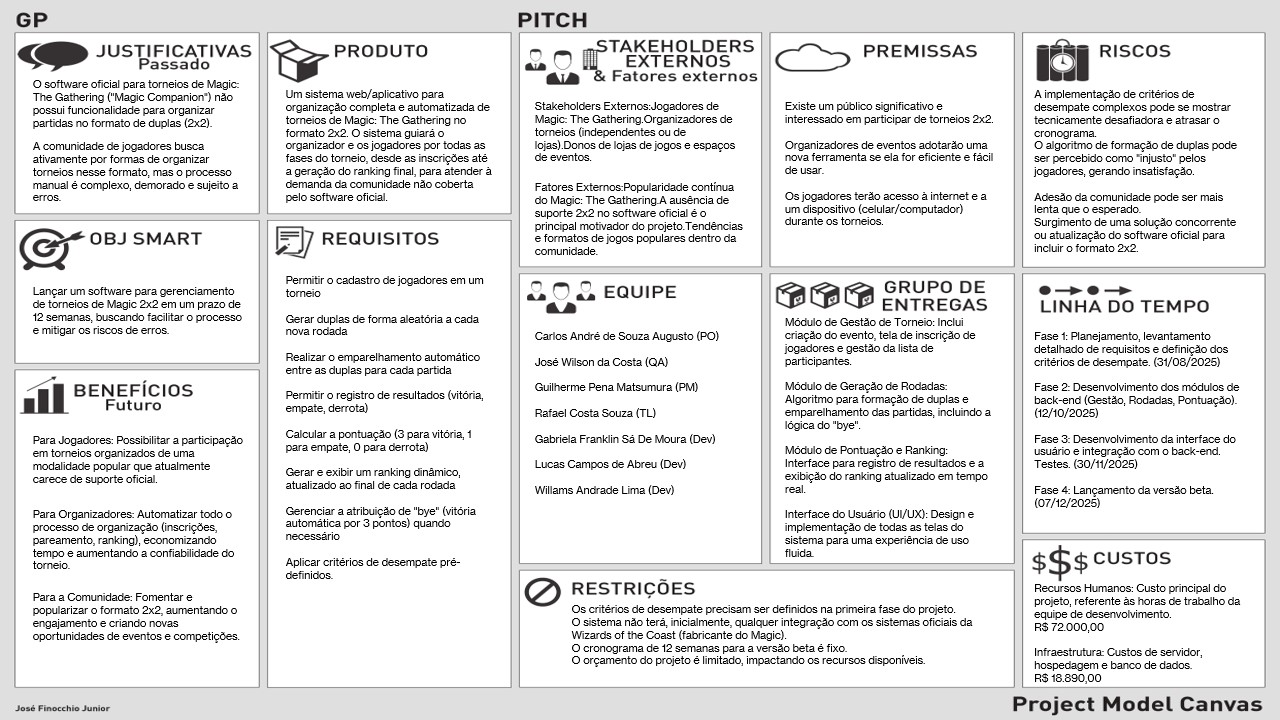 GP
PITCH
JUSTIFICATIVAS
Passado
O software oficial para torneios de Magic:
The Gathering ("Magic Companion") não
possui funcionalidade para organizar
partidas no formato de duplas (2x2).
A comunidade de jogadores busca
ativamente por formas de organizar
torneios nesse formato, mas o processo
manual é complexo, demorado e sujeito a
erros.
OBJ SMART
Lançar um software para gerenciamento
de torneios de Magic 2x2 em um prazo de
12 semanas, buscando facilitar o processo
e mitigar os riscos de erros.
BENEFÍCIOS
Futuro
Para Jogadores: Possibilitar a participação
em torneios organizados de uma
modalidade popular que atualmente
carece de suporte oficial.
Para Organizadores: Automatizar todo o
processo de organização (inscrições,
pareamento, ranking), economizando
tempo e aumentando a confiabilidade do
torneio.
Para a Comunidade: Fomentar e
popularizar o formato 2x2, aumentando o
engajamento e criando novas
oportunidades de eventos e competições.
PRODUTO
Um sistema web/aplicativo para
organização completa e automatizada de
torneios de Magic: The Gathering no
formato 2x2. O sistema guiará o
organizador e os jogadores por todas as
fases do torneio, desde as inscrições até
a geração do ranking final, para atender à
demanda da comunidade não coberta
pelo software oficial.
REQUISITOS
Permitir o cadastro de jogadores em um
torneio
Gerar duplas de forma aleatória a cada
nova rodada
Realizar o emparelhamento automático
entre as duplas para cada partida
Permitir o registro de resultados (vitória,
empate, derrota)
Calcular a pontuação (3 para vitória, 1
para empate, 0 para derrota)
Gerar e exibir um ranking dinâmico,
atualizado ao final de cada rodada
Gerenciar a atribuição de "bye" (vitória
automática por 3 pontos) quando
necessário
Aplicar critérios de desempate pré-
definidos.
STAKEHOLDERS
EXTERNOS
& Fatores externos
Stakeholders Externos:Jogadores de
Magic: The Gathering.Organizadores de
torneios (independentes ou de
lojas).Donos de lojas de jogos e espaços
de eventos.
Fatores Externos:Popularidade contínua
do Magic: The Gathering.A ausência de
suporte 2x2 no software oficial é o
principal motivador do projeto.Tendências
e formatos de jogos populares dentro da
comunidade.
EQUIPE
Carlos André de Souza Augusto (PO)
José Wilson da Costa (QA)
Guilherme Pena Matsumura (PM)
Rafael Costa Souza (TL)
Gabriela Franklin Sá De Moura (Dev)
Lucas Campos de Abreu (Dev)
Willams Andrade Lima (Dev)
PREMISSAS
Existe um público significativo e
interessado em participar de torneios 2x2.
Organizadores de eventos adotarão uma
nova ferramenta se ela for eficiente e fácil
de usar.
Os jogadores terão acesso à internet e a
um dispositivo (celular/computador)
durante os torneios.
GRUPO DE
ENTREGAS
Módulo de Gestão de Torneio: Inclui
criação do evento, tela de inscrição de
jogadores e gestão da lista de
participantes.
Módulo de Geração de Rodadas:
Algoritmo para formação de duplas e
emparelhamento das partidas, incluindo a
lógica do "bye".
Módulo de Pontuação e Ranking:
Interface para registro de resultados e a
exibição do ranking atualizado em tempo
real.
Interface do Usuário (UI/UX): Design e
implementação de todas as telas do
sistema para uma experiência de uso
fluida.
RISCOS
A implementação de critérios de
desempate complexos pode se mostrar
tecnicamente desafiadora e atrasar o
cronograma.
O algoritmo de formação de duplas pode
ser percebido como "injusto" pelos
jogadores, gerando insatisfação.
Adesão da comunidade pode ser mais
lenta que o esperado.
Surgimento de uma solução concorrente
ou atualização do software oficial para
incluir o formato 2x2.
LINHA DO TEMPO
Fase 1: Planejamento, levantamento
detalhado de requisitos e definição dos
critérios de desempate. (31/08/2025)
Fase 2: Desenvolvimento dos módulos de
back-end (Gestão, Rodadas, Pontuação).
(12/10/2025)
Fase 3: Desenvolvimento da interface do
usuário e integração com o back-end.
Testes. (30/11/2025)
Fase 4: Lançamento da versão beta.
(07/12/2025)
RESTRIÇÕES
Os critérios de desempate precisam ser definidos na primeira fase do projeto.
O sistema não terá, inicialmente, qualquer integração com os sistemas oficiais da
Wizards of the Coast (fabricante do Magic).
O cronograma de 12 semanas para a versão beta é fixo.
O orçamento do projeto é limitado, impactando os recursos disponíveis.
$$$ CUSTOS
Recursos Humanos: Custo principal do
projeto, referente às horas de trabalho da
equipe de desenvolvimento.
R$ 72.000,00
Infraestrutura: Custos de servidor,
hospedagem e banco de dados.
R$ 18.890,00
José Finocchio Junior
Project Model Canvas